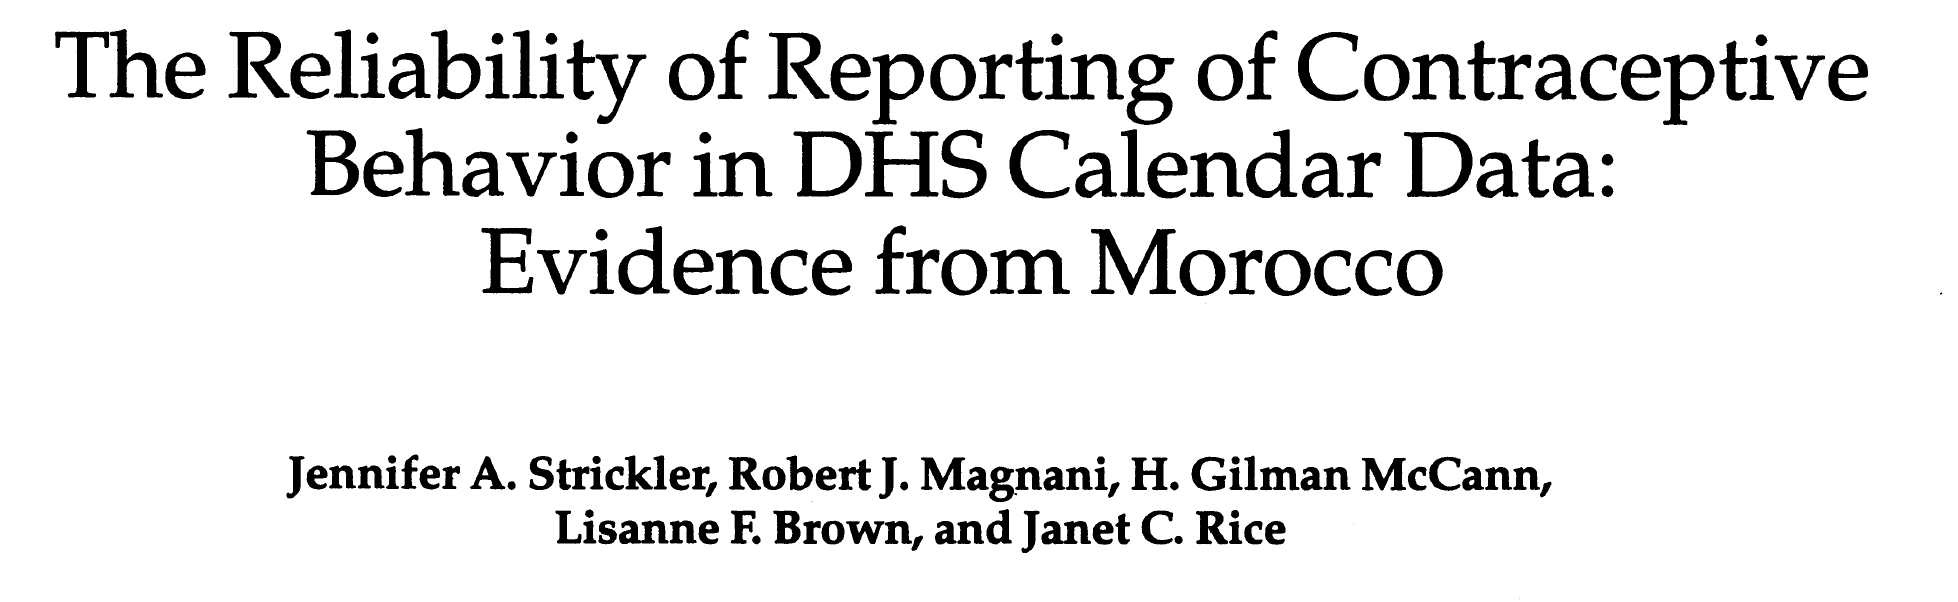 The Reliability of Reporting of Contraceptive
Behavior in DHS Calendar Data:
Evidence from Morocco
Jennifer A. Strickler, Robert J. Magnani, H. Gilman McCann,
Lisanne F. Brown, and Janet C. Rice